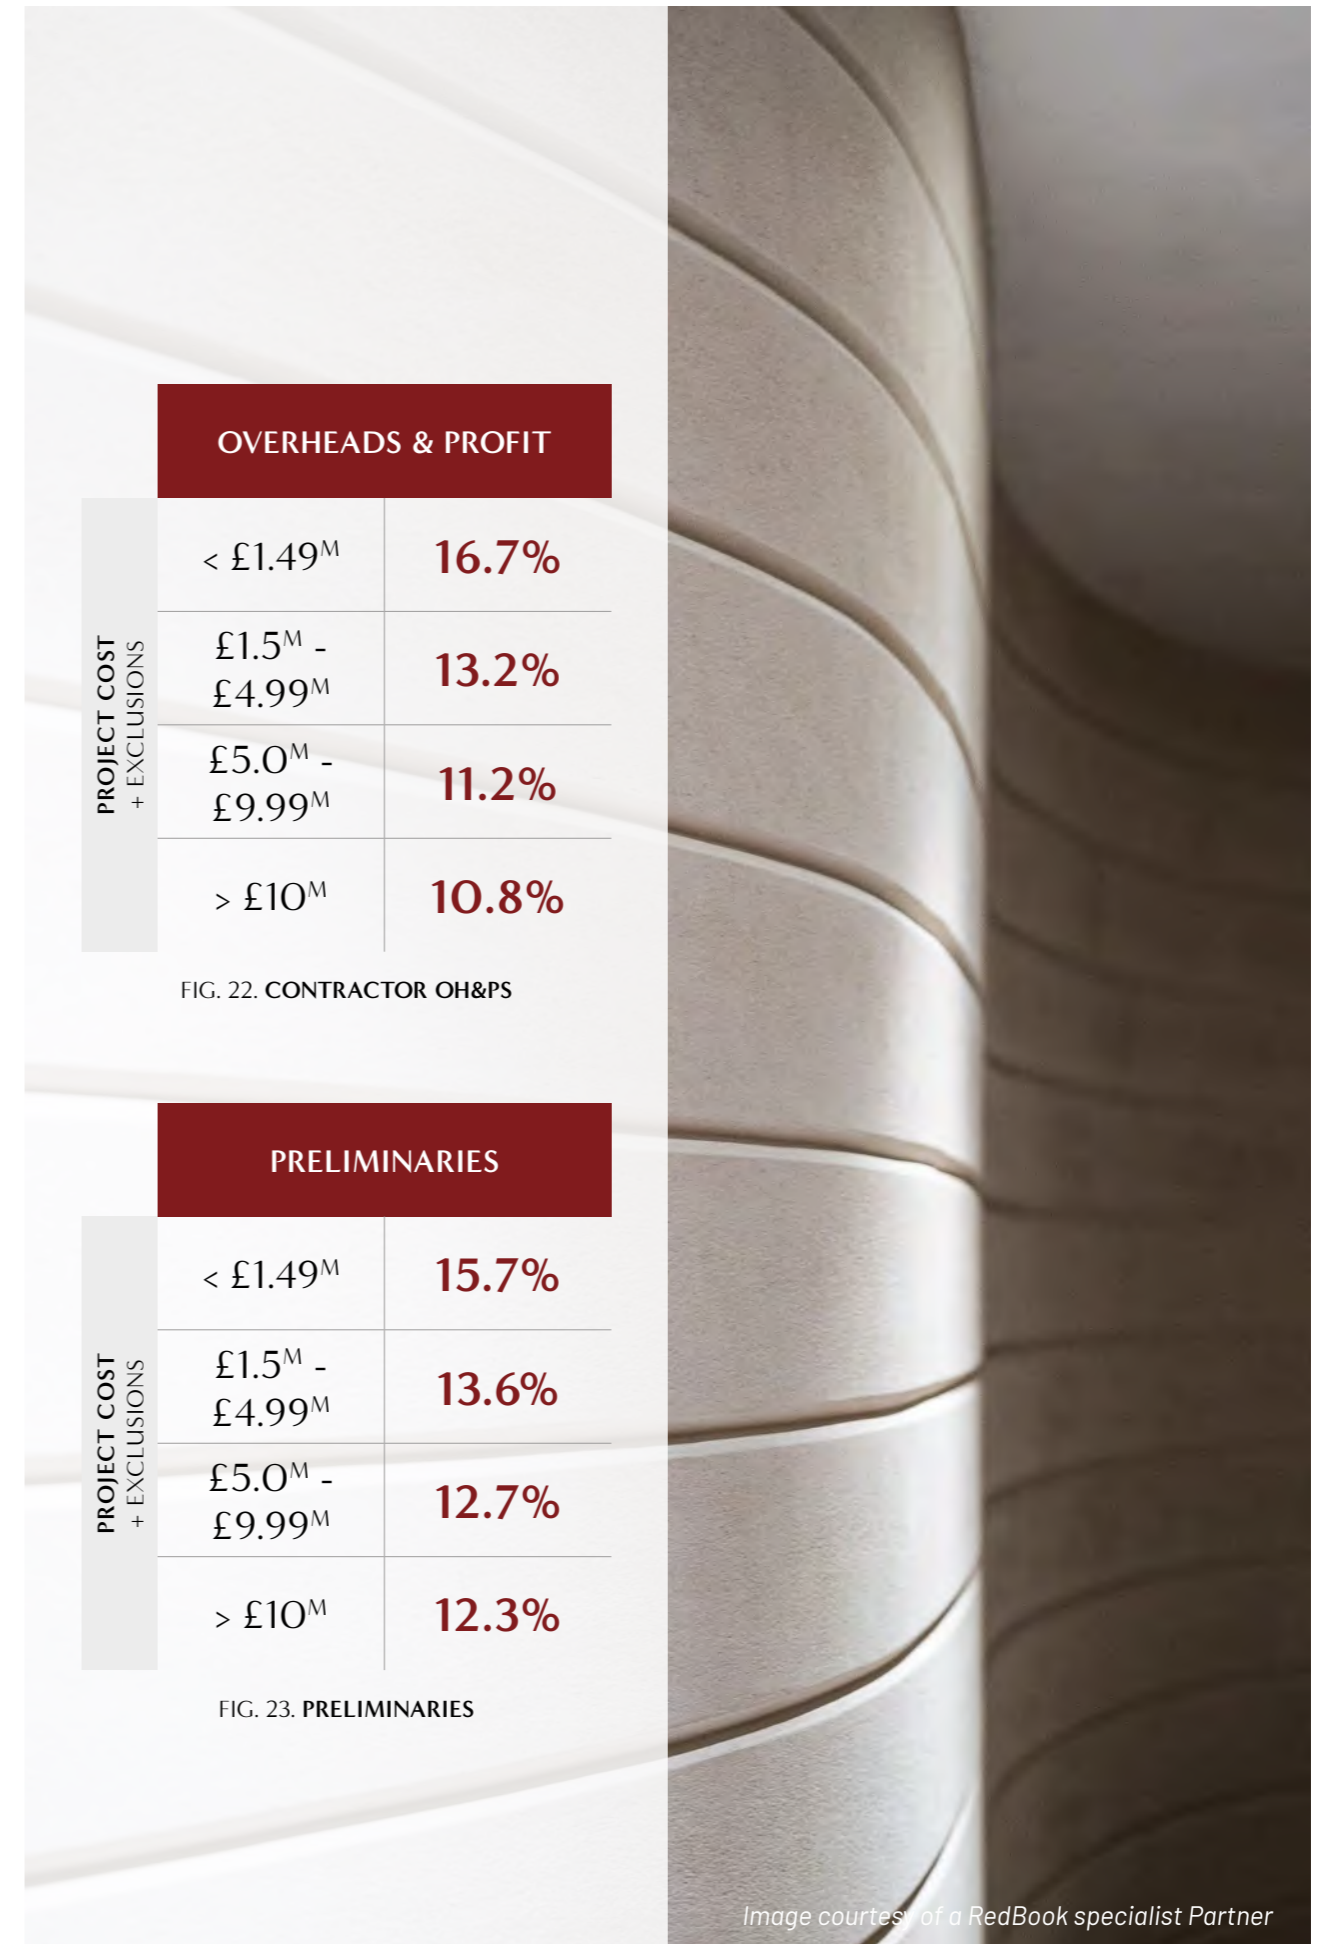 OVERHEADS & PROFIT
PROJECT COST
+ EXCLUSIONS
< £1.49M
16.7%
£1.5M -
£4.99M
13.2%
£5.0M -
£9.99M
11.2%
> £10M
10.8%
FIG. 22. CONTRACTOR OH&PS
PRELIMINARIES
PROJECT COST
+ EXCLUSIONS
< £1.49M
15.7%
£1.5M -
£4.99M
13.6%
£5.0M -
£9.99M
12.7%
> £10M
12.3%
FIG. 23. PRELIMINARIES
Image courtesy of a RedBook specialist Partner